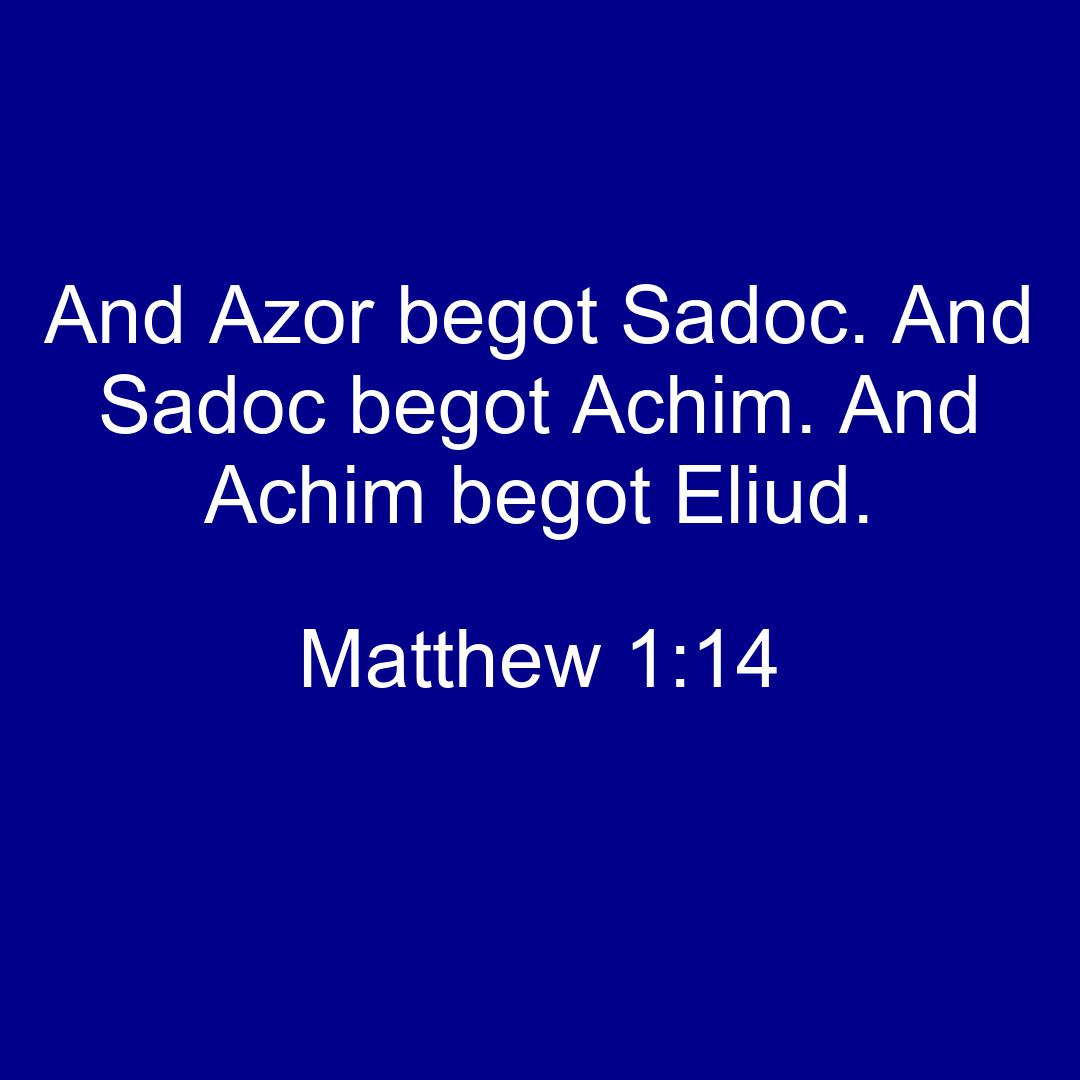 And Azor begot Sadoc. And
Sadoc begot Achim. And
Achim begot Eliud.
Matthew 1:14